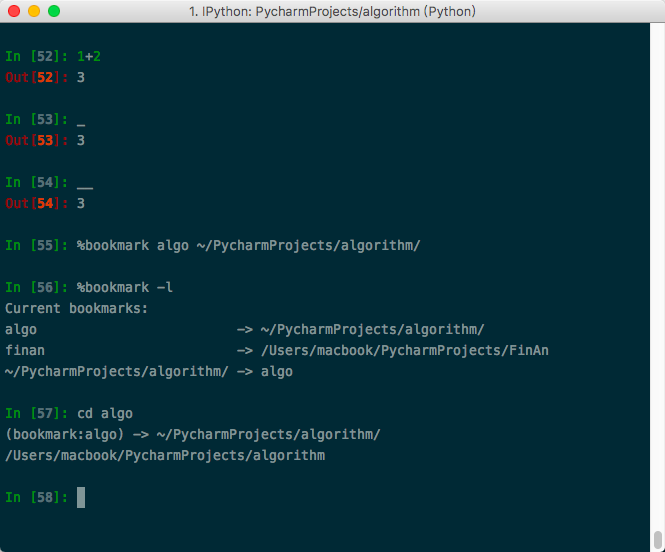 1. IPython: PycharmProjects/algorithm (Python)
In [52]: 1+2
Out[52]: 3
In [53]: _
Out[53]: 3
In [54]: __
Out[54]: 3
In [55]: %bookmark algo ~/PycharmProjects/algorithm/
In [56]: %bookmark -l
Current bookmarks:
algo                         -> ~/PycharmProjects/algorithm/
finan                        -> /Users/macbook/PycharmProjects/FinAn
~/PycharmProjects/algorithm/ -> algo
In [57]: cd algo
(bookmark:algo) -> ~/PycharmProjects/algorithm/
/Users/macbook/PycharmProjects/algorithm
In [58]: